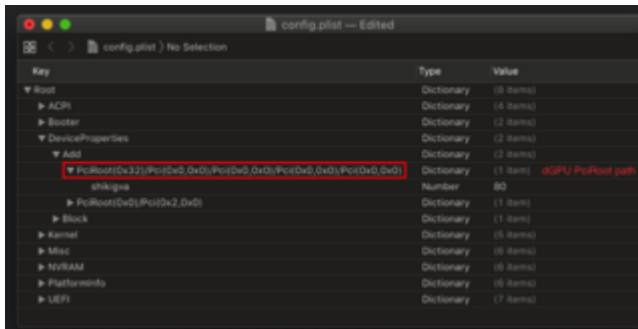 config.plist — Edited
config.plist 〉 No Selection
Key Type Value
Root Dictionary (8 items)
ACPI Dictionary (4 items)
Booter Dictionary (2 items)
DeviceProperties Dictionary (2 items)
Add Dictionary (2 items)
PciRoot(0x32)/Pci(0x0,0x0)/Pci(0x0,0x0)/Pci(0x0,0x0)/Pci(0x0,0x0) Dictionary (1 item) dGPU PciRoot path
shikigva Number 80
PciRoot(0x0)/Pci(0x2,0x0) Dictionary (1 item)
Block Dictionary (0 items)
Kernel Dictionary (5 items)
Misc Dictionary (6 items)
NVRAM Dictionary (6 items)
PlatformInfo Dictionary (6 items)
UEFI Dictionary (7 items)